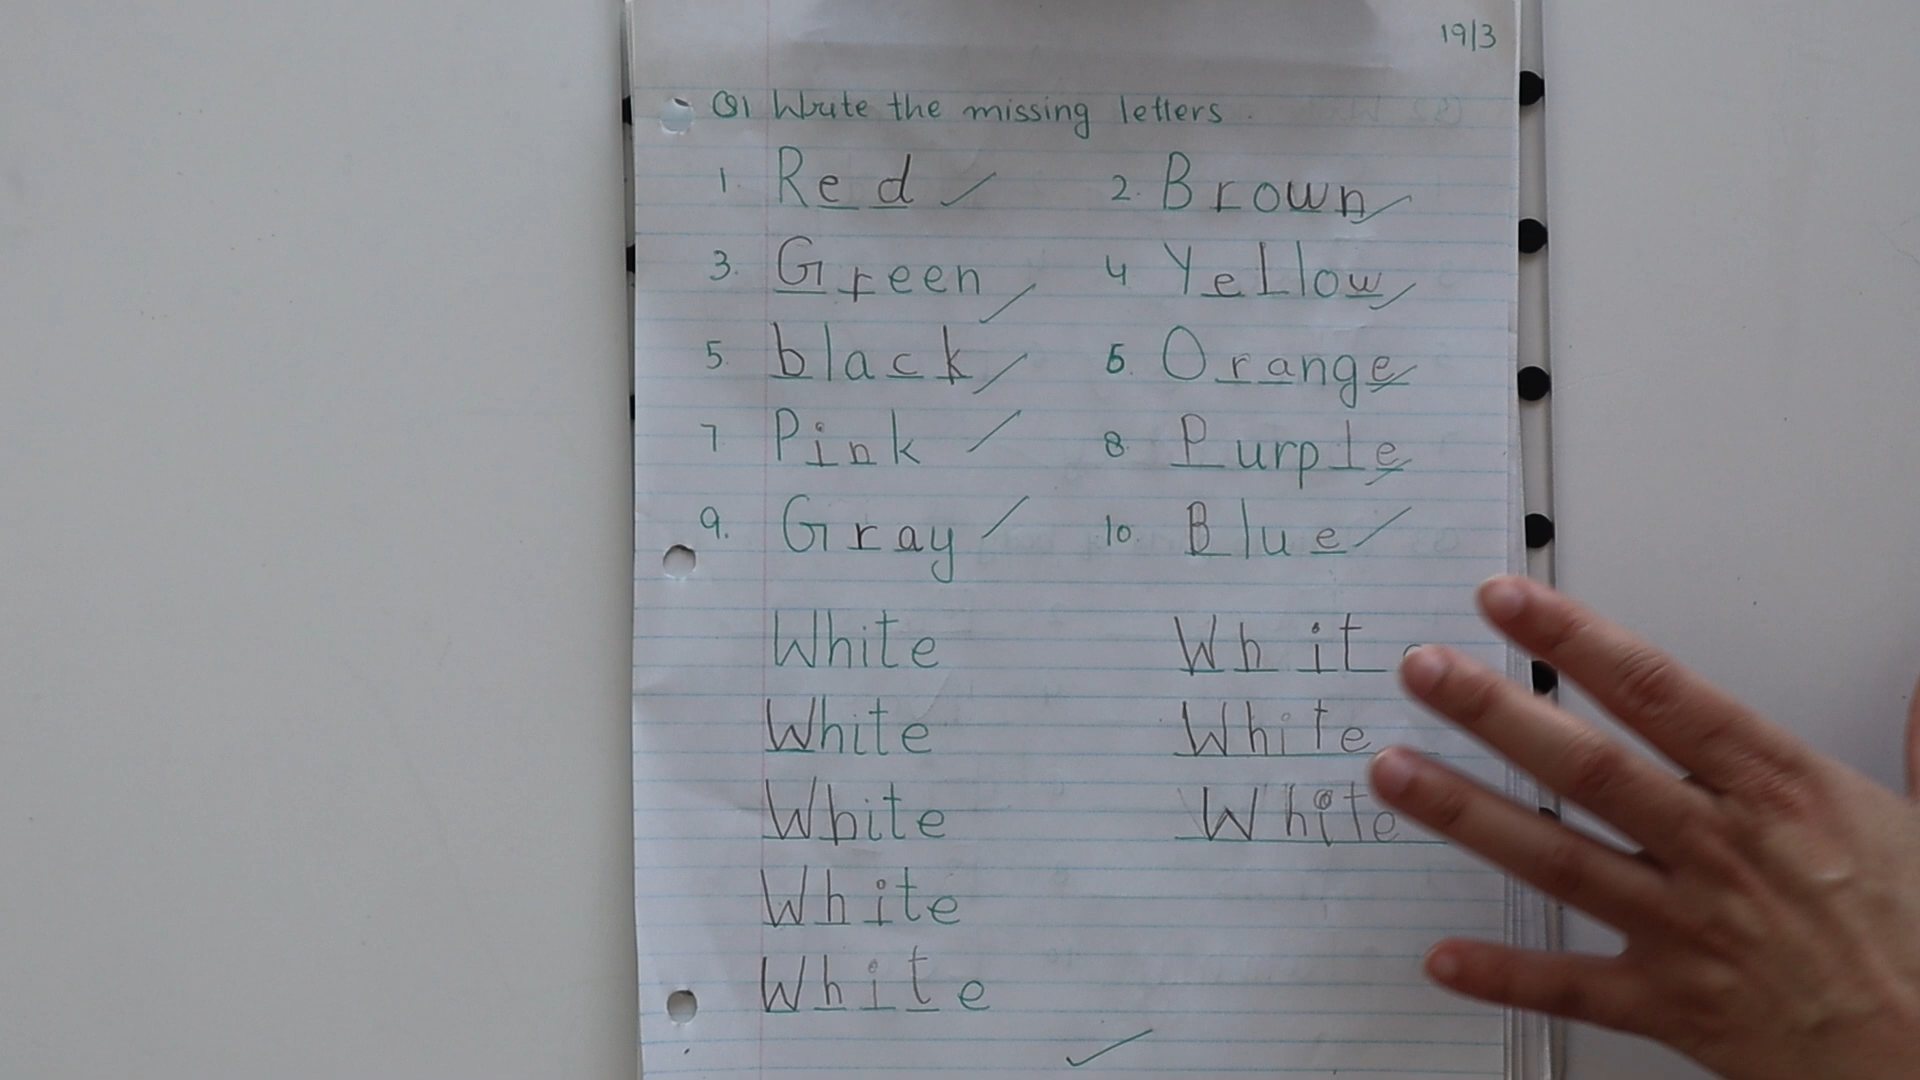 19/3
Q1 Write the missing letters.
1. Red 2. Brown
3. Green 4 Yellow
5. black 6. Orange
7 Pink 8. Purple
9. Gray 10. Blue
White Whit
White White
White White
White
White